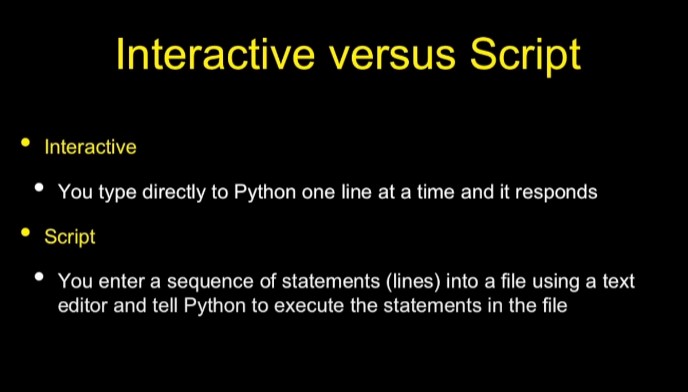 Interactive versus Script
• Interactive
• You type directly to Python one line at a time and it responds
• Script
• You enter a sequence of statements (lines) into a file using a text
editor and tell Python to execute the statements in the file